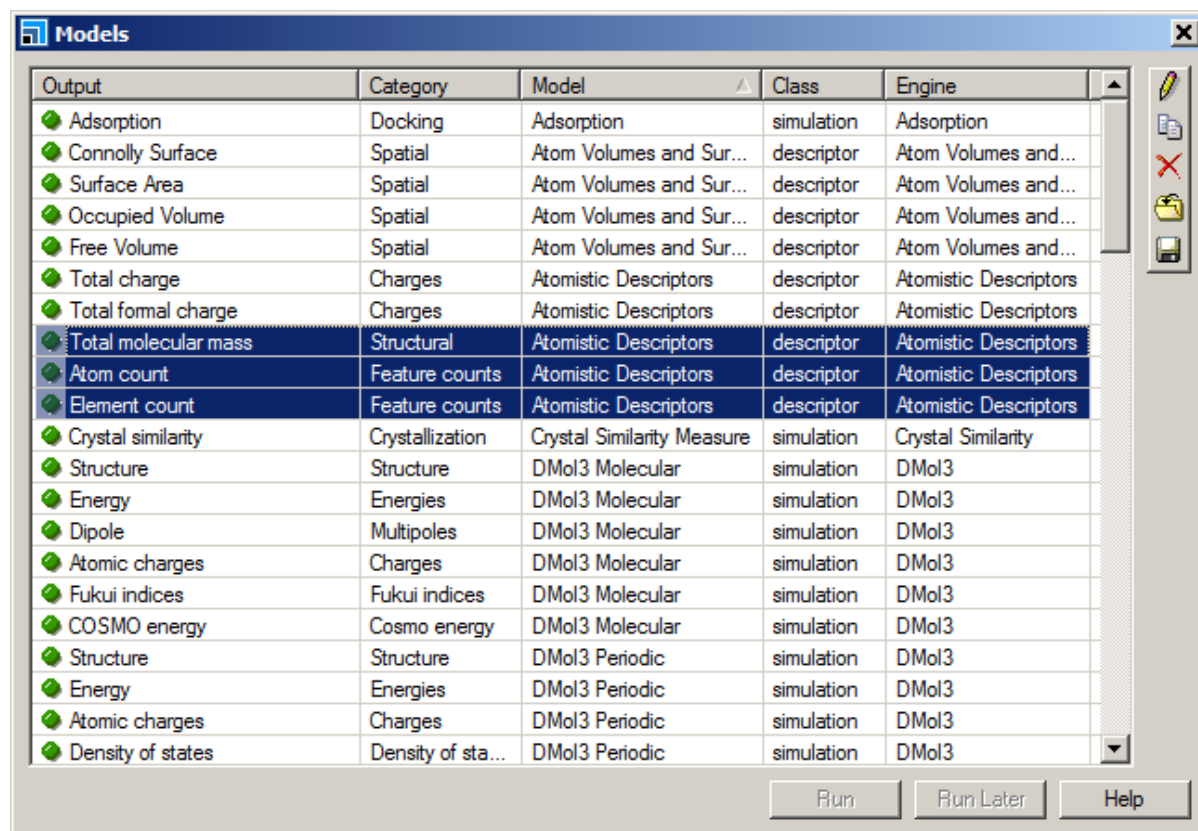 Models
Output Category Model Class Engine
Adsorption Docking Adsorption simulation Adsorption
Connolly Surface Spatial Atom Volumes and Sur... descriptor Atom Volumes and...
Surface Area Spatial Atom Volumes and Sur... descriptor Atom Volumes and...
Occupied Volume Spatial Atom Volumes and Sur... descriptor Atom Volumes and...
Free Volume Spatial Atom Volumes and Sur... descriptor Atom Volumes and...
Total charge Charges Atomistic Descriptors descriptor Atomistic Descriptors
Total formal charge Charges Atomistic Descriptors descriptor Atomistic Descriptors
Total molecular mass Structural Atomistic Descriptors descriptor Atomistic Descriptors
Atom count Feature counts Atomistic Descriptors descriptor Atomistic Descriptors
Element count Feature counts Atomistic Descriptors descriptor Atomistic Descriptors
Crystal similarity Crystallization Crystal Similarity Measure simulation Crystal Similarity
Structure Structure DMol3 Molecular simulation DMol3
Energy Energies DMol3 Molecular simulation DMol3
Dipole Multipoles DMol3 Molecular simulation DMol3
Atomic charges Charges DMol3 Molecular simulation DMol3
Fukui indices Fukui indices DMol3 Molecular simulation DMol3
COSMO energy Cosmo energy DMol3 Molecular simulation DMol3
Structure Structure DMol3 Periodic simulation DMol3
Energy Energies DMol3 Periodic simulation DMol3
Atomic charges Charges DMol3 Periodic simulation DMol3
Density of states Density of sta... DMol3 Periodic simulation DMol3
Run Run Later Help